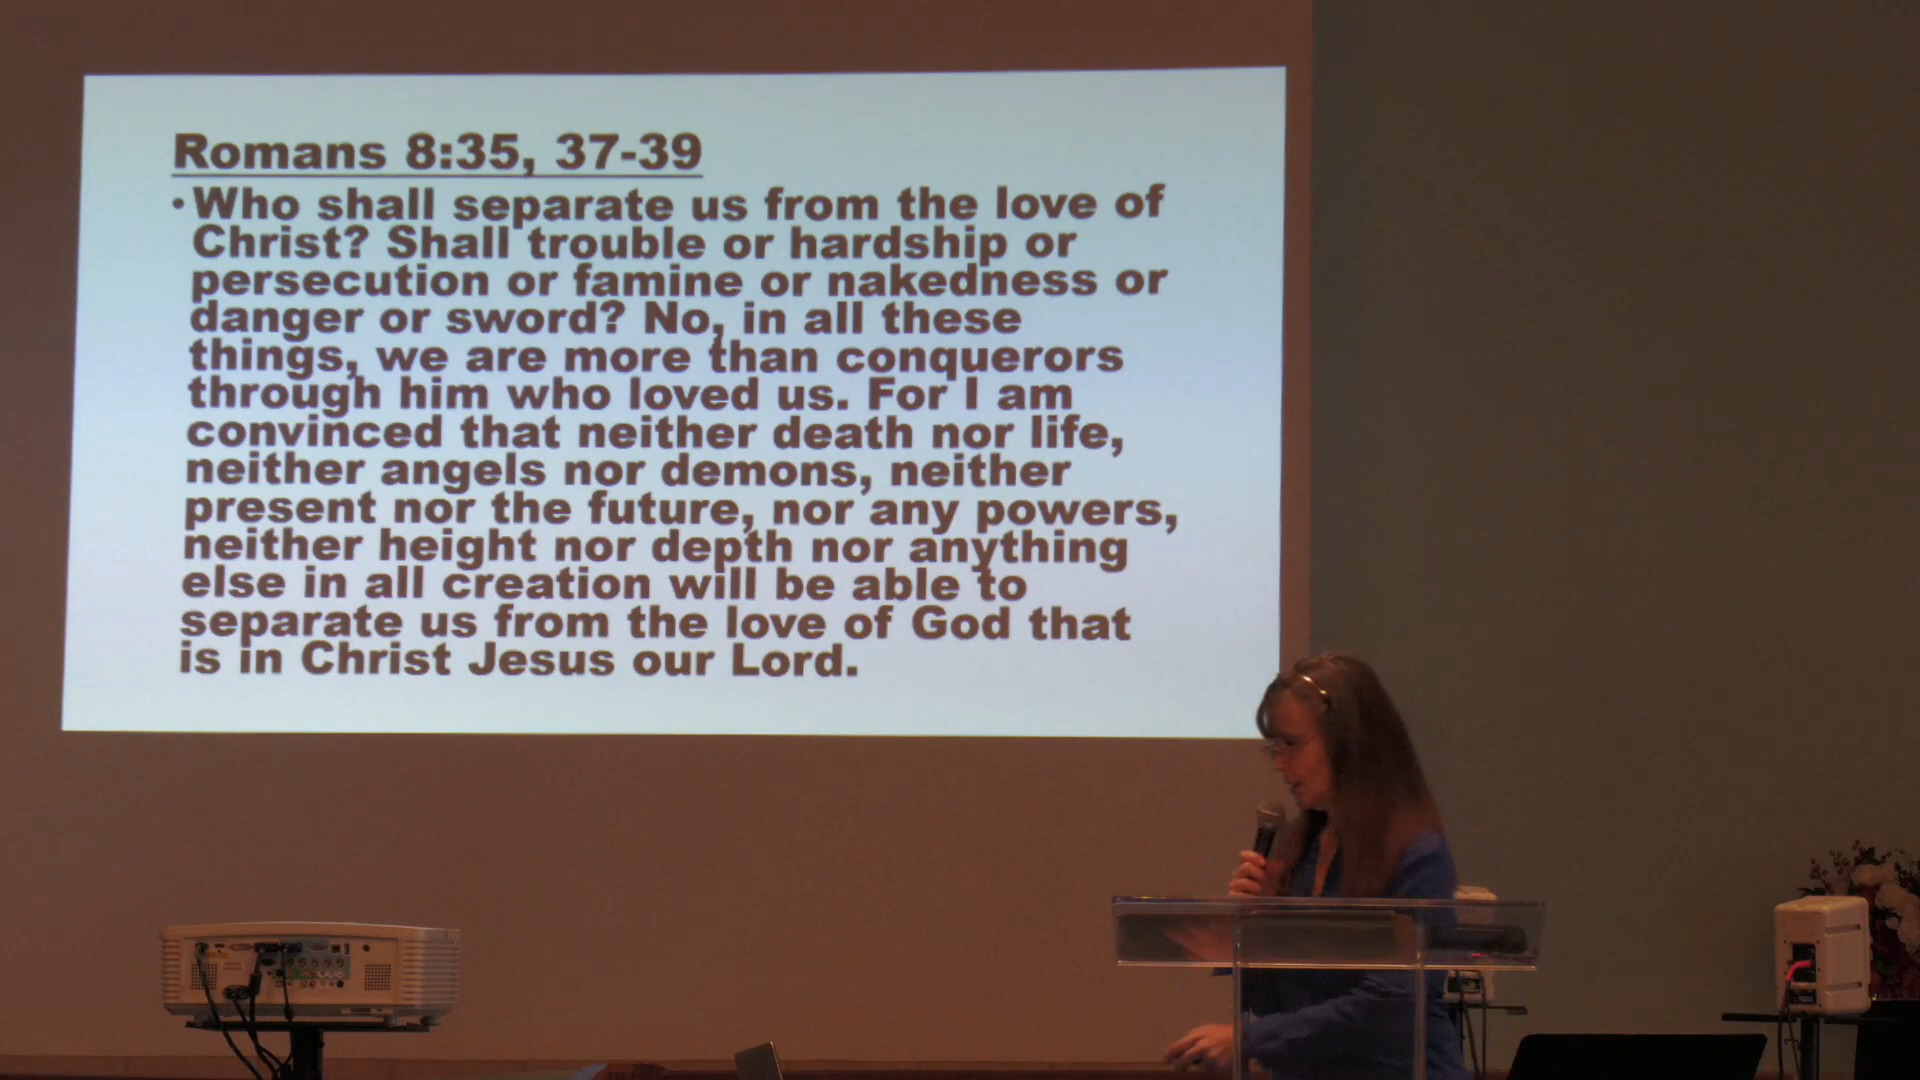 Romans 8:35, 37-39
• Who shall separate us from the love of
Christ? Shall trouble or hardship or
persecution or famine or nakedness or
danger or sword? No, in all these
things, we are more than conquerors
through him who loved us. For I am
convinced that neither death nor life,
neither angels nor demons, neither
present nor the future, nor any powers,
neither height nor depth nor anything
else in all creation will be able to
separate us from the love of God that
is in Christ Jesus our Lord.